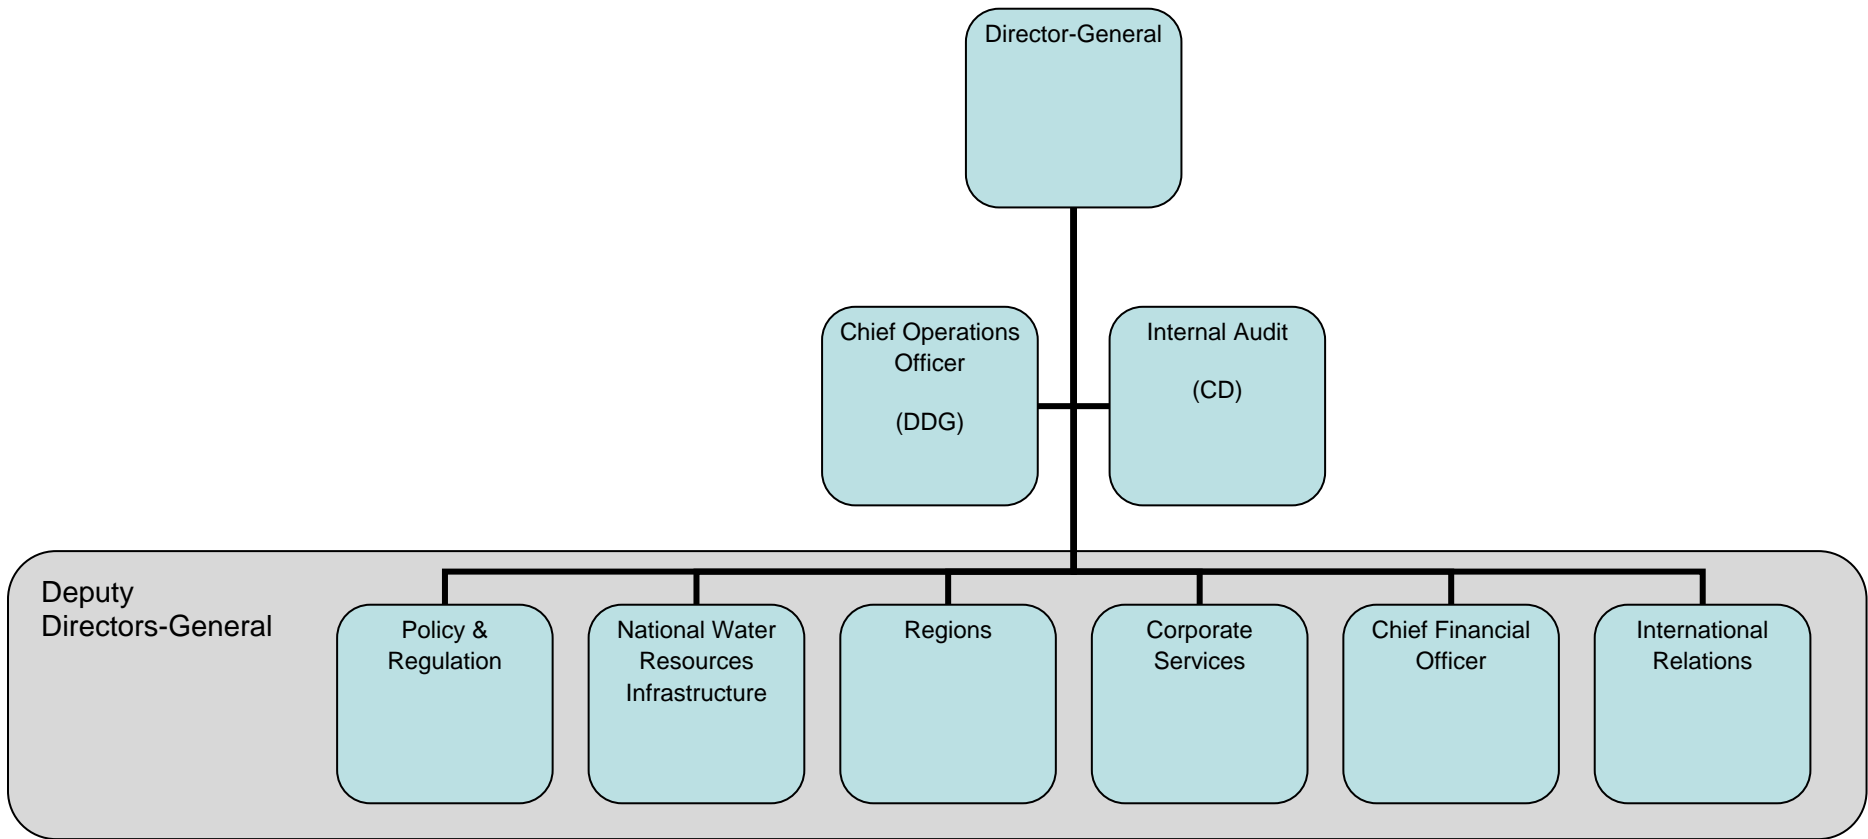 Director-General
Chief Operations
Officer
(DDG)
Internal Audit
(CD)
Deputy
Directors-General
Policy &
Regulation
National Water
Resources
Infrastructure
Regions
Corporate
Services
Chief Financial
Officer
International
Relations